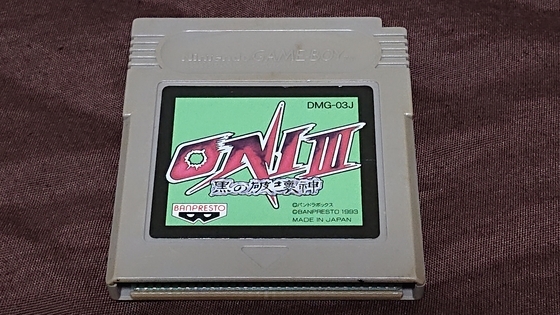 Nintendo GAME BOY
DMG-03J
ONI III
黒の破壊神
BANPRESTO
©パンドラボックス
©BANPRESTO 1993
MADE IN JAPAN